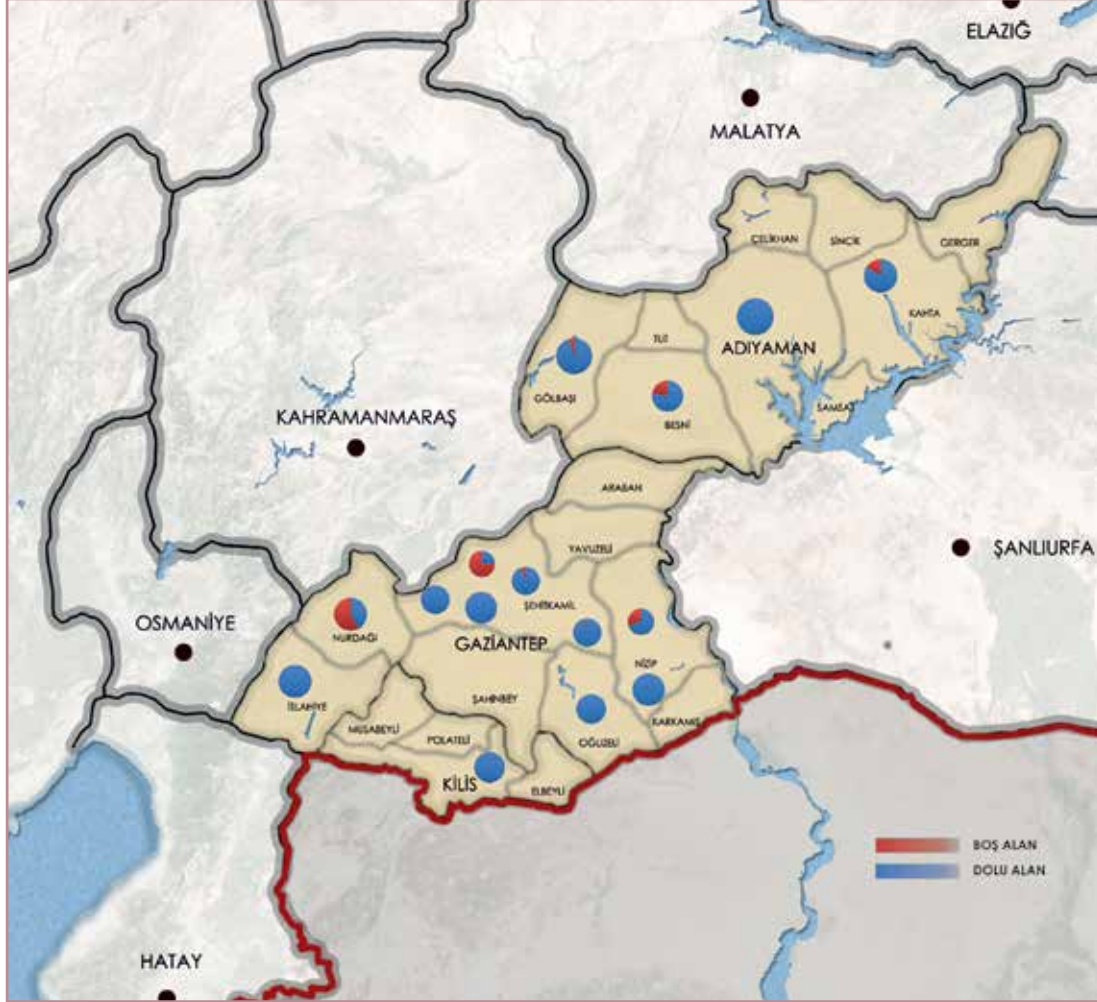 ELAZIĞ
MALATYA
ÇELİKHAN
SİNCİK
GERGER
KAHTA
TUT
ADIYAMAN
GÖLBAŞI
BESNİ
SAMSAT
KAHRAMANMARAŞ
ARABAN
YAVUZELİ
ŞANLIURFA
ŞEHİTKAMİL
OSMANİYE
NURDAĞI
GAZİANTEP
NİZİP
İSLAHİYE
ŞAHİNBEY
KARKAMIŞ
MUSABEYLİ
POLATELİ
OĞUZELİ
KİLİS
ELBEYLİ
BOŞ ALAN
DOLU ALAN
HATAY